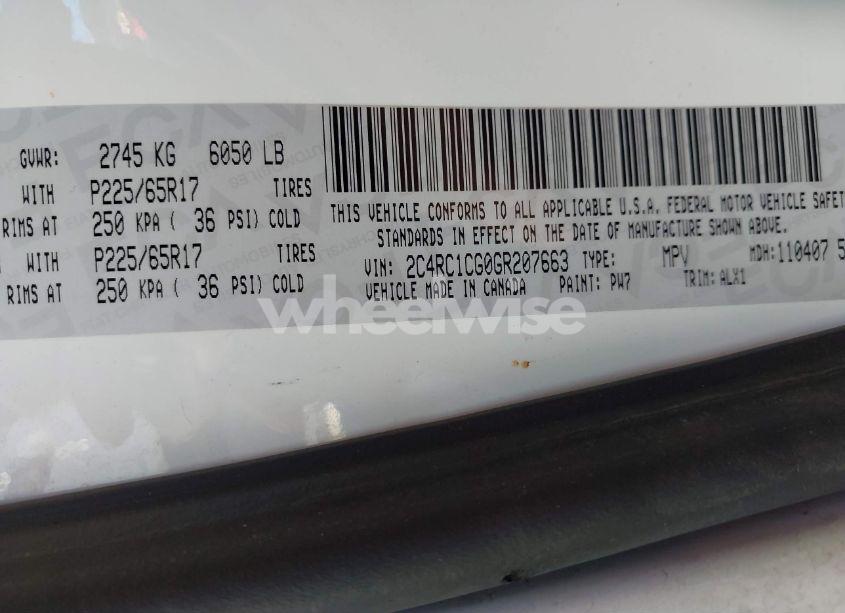 GVWR: 2745 KG 6050 LB
WITH P225/65R17 TIRES
RIMS AT 250 KPA ( 36 PSI) COLD
WITH P225/65R17 TIRES
RIMS AT 250 KPA ( 36 PSI) COLD
THIS VEHICLE CONFORMS TO ALL APPLICABLE U.S.A. FEDERAL MOTOR VEHICLE SAFET
STANDARDS IN EFFECT ON THE DATE OF MANUFACTURE SHOWN ABOVE.
VIN: 2C4RC1CG0GR207663 TYPE: MPV MDH:110407 5
VEHICLE MADE IN CANADA PAINT: PW7 TRIM: ALX1
wheelwise